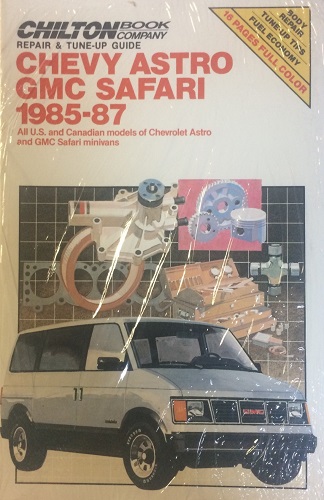 CHILTON BOOK COMPANY
REPAIR & TUNE-UP GUIDE
CHEVY ASTRO
GMC SAFARI
1985-87
All U.S. and Canadian models of Chevrolet Astro
and GMC Safari minivans
BODY REPAIR
TUNE-UP TIPS
FUEL ECONOMY
16 PAGES FULL COLOR
GMC